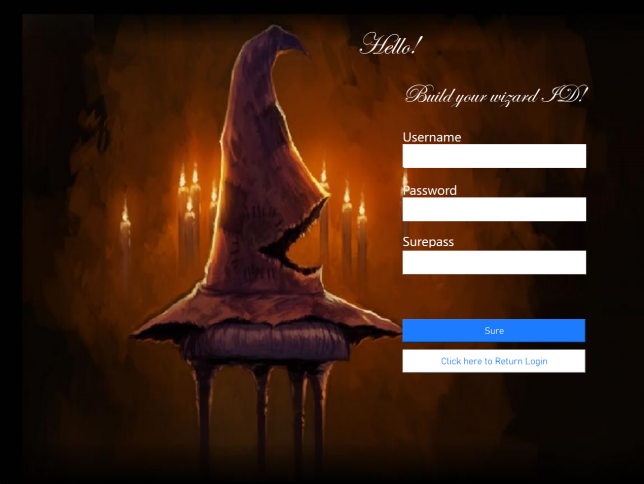 Hello!
Build your wizard ID!
Username
Password
Surepass
Sure
Click here to Return Login